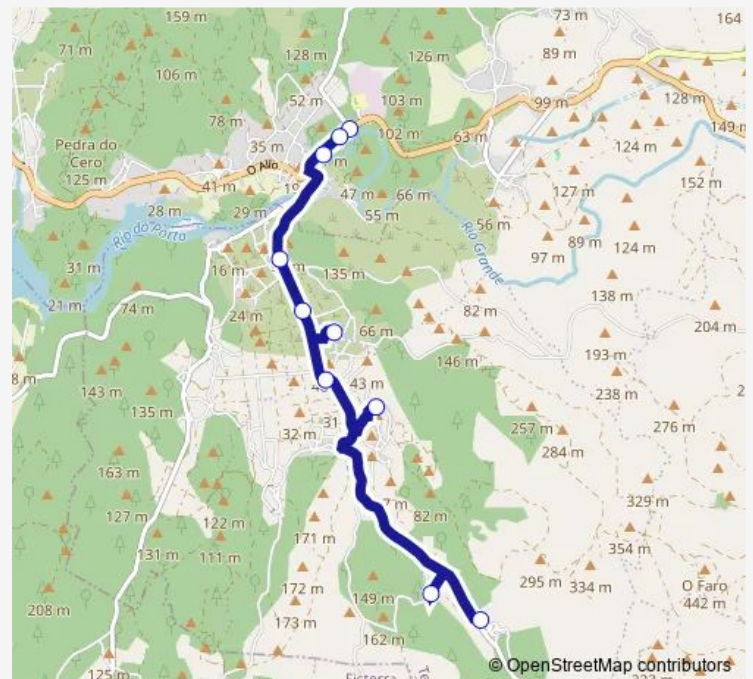 159 m
73 m
164
71 m
128 m
126 m
89 m
106 m
52 m
103 m
99 m
128 m
78 m
102 m
149 m
35 m
63 m
124 m
Pedra do
Cero
125 m
O Allo
41 m
19
47 m
66 m
127 m
152 m
28 m
29 m
55 m
56 m
Rio do Porto
Rio Grande
89 m
124 m
97 m
31 m
16 m
135 m
138 m
21 m
74 m
24 m
82 m
66 m
204 m
193 m
8 m
146 m
143 m
43 m
238 m
135 m
31
257 m
276 m
32 m
284 m
163 m
127 m
82 m
329 m
122 m
171 m
131 m
111 m
354 m
172 m
149 m
295 m
334 m
O Faro
442 m
208 m
173 m
162 m
125 m
Fisterra
© OpenStreetMap contributors